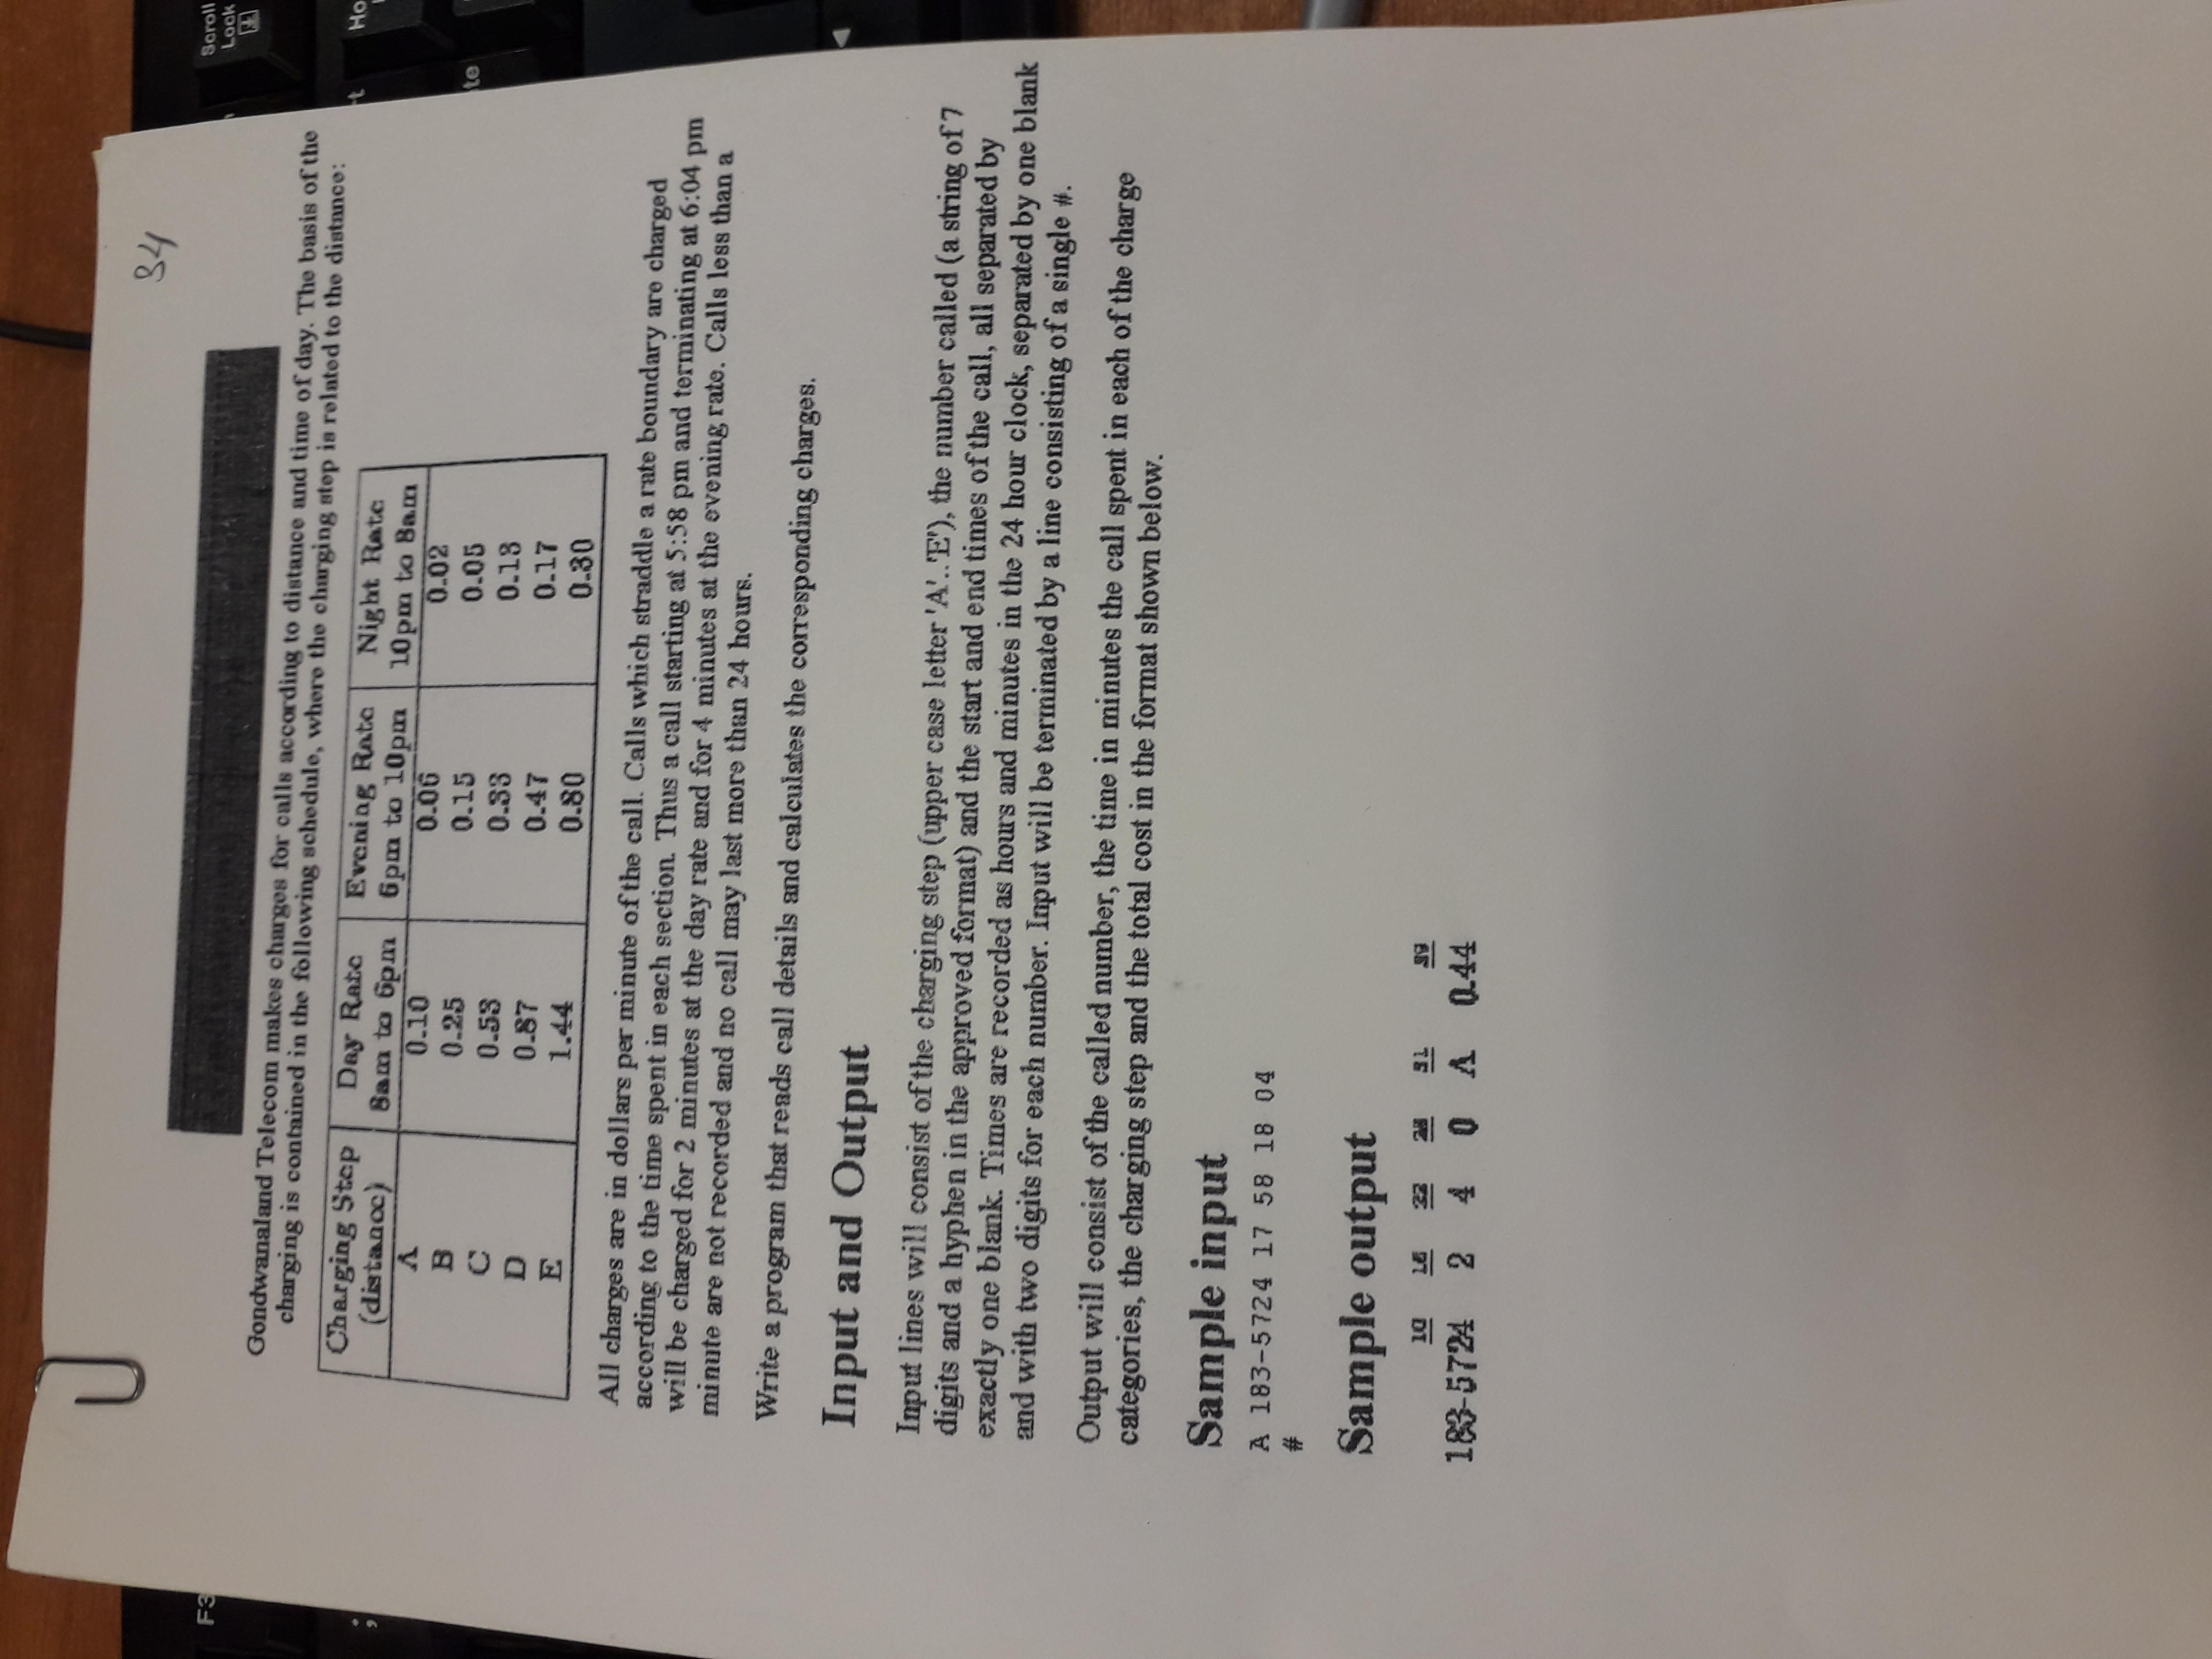 34
F3
Scroll
Lock
Gondwanaland Telecom makes charges for calls according to distance and time of day. The basis of the
charging is contained in the following schedule, where the charging step is related to the distance:
Charging Step Day Rate Evening Rate Night Rate
(distance) 8am to 6pm 6pm to 10pm 10pm to 8am
A 0.10 0.06 0.02
B 0.25 0.15 0.05
C 0.53 0.33 0.13
D 0.87 0.47 0.17
E 1.44 0.80 0.30
All charges are in dollars per minute of the call. Calls which straddle a rate boundary are charged
according to the time spent in each section. Thus a call starting at 5:58 pm and terminating at 6:04 pm
will be charged for 2 minutes at the day rate and for 4 minutes at the evening rate. Calls less than a
minute are not recorded and no call may last more than 24 hours.
Write a program that reads call details and calculates the corresponding charges.
Input and Output
Input lines will consist of the charging step (upper case letter 'A'..'E'), the number called (a string of 7
digits and a hyphen in the approved format) and the start and end times of the call, all separated by
exactly one blank. Times are recorded as hours and minutes in the 24 hour clock, separated by one blank
and with two digits for each number. Input will be terminated by a line consisting of a single #.
Output will consist of the called number, the time in minutes the call spent in each of the charge
categories, the charging step and the total cost in the format shown below.
Sample input
A 183-5724 17 58 18 04
#
Sample output
10 16 22 28 31 39
183-5724 2 4 0 A 0.44